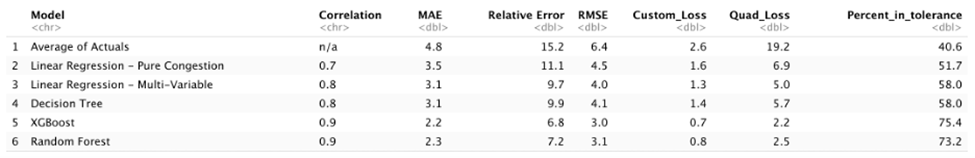 Model Correlation MAE Relative Error RMSE Custom_Loss Quad_Loss Percent_in_tolerance
<chr> <chr> <dbl> <dbl> <dbl> <dbl> <dbl> <dbl>
1 Average of Actuals n/a 4.8 15.2 6.4 2.6 19.2 40.6
2 Linear Regression - Pure Congestion 0.7 3.5 11.1 4.5 1.6 6.9 51.7
3 Linear Regression - Multi-Variable 0.8 3.1 9.7 4.0 1.3 5.0 58.0
4 Decision Tree 0.8 3.1 9.9 4.1 1.4 5.7 58.0
5 XGBoost 0.9 2.2 6.8 3.0 0.7 2.2 75.4
6 Random Forest 0.9 2.3 7.2 3.1 0.8 2.5 73.2